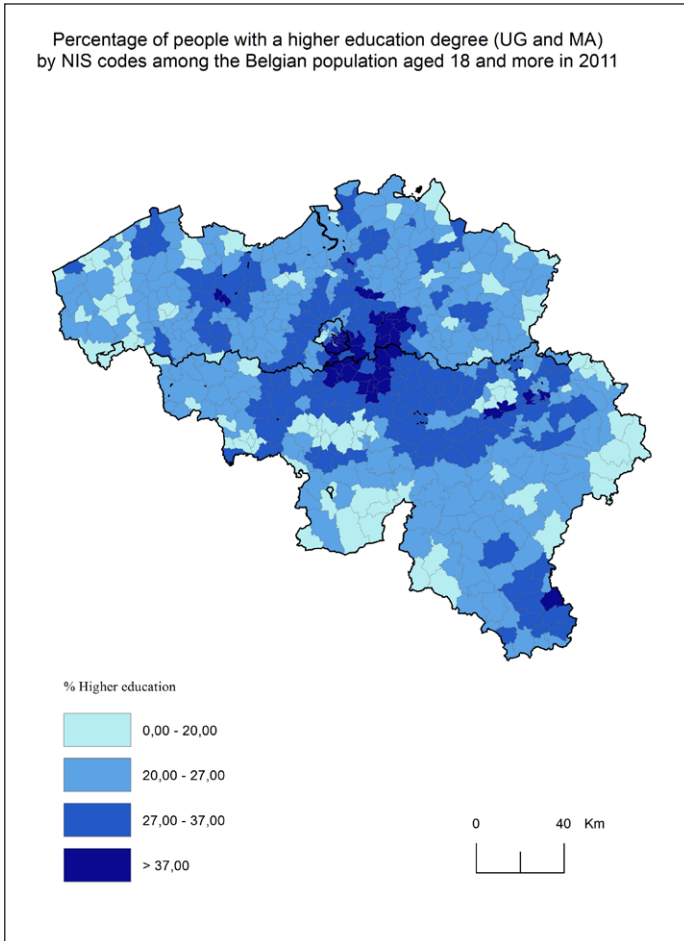 Percentage of people with a higher education degree (UG and MA)
by NIS codes among the Belgian population aged 18 and more in 2011
% Higher education
0,00 - 20,00
20,00 - 27,00
27,00 - 37,00
> 37,00
0 40 Km